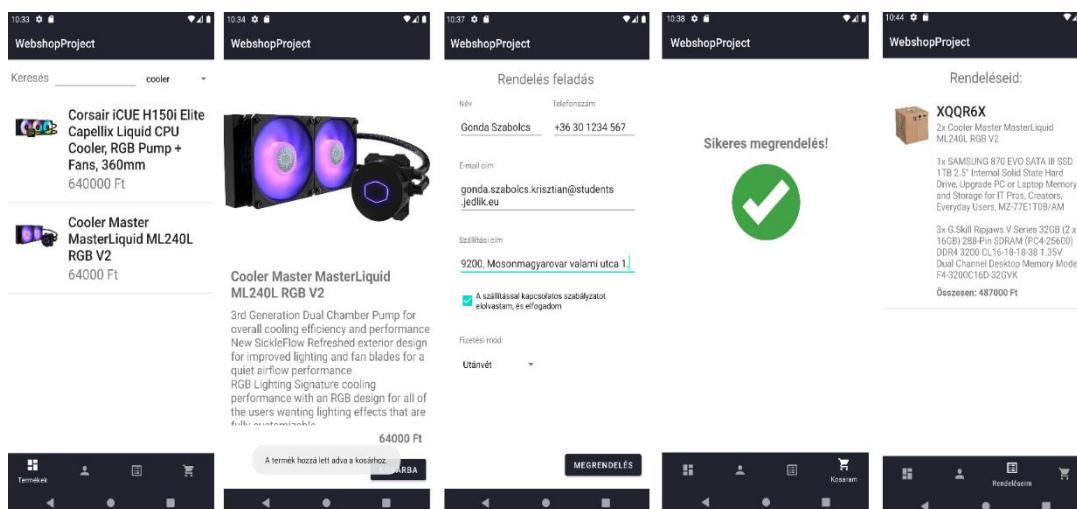 10:33
WebshopProject
Keresés
cooler
Corsair iCUE H150i Elite
Capellix Liquid CPU
Cooler, RGB Pump +
Fans, 360mm
640000 Ft
Cooler Master
MasterLiquid ML240L
RGB V2
64000 Ft
Termékek
10:34
WebshopProject
Cooler Master MasterLiquid
ML240L RGB V2
3rd Generation Dual Chamber Pump for
overall cooling efficiency and performance
New SickleFlow Refreshed exterior design
for improved lighting and fan blades for a
quiet airflow performance
RGB Lighting Signature cooling
performance with an RGB design for all of
the users wanting lighting effects that are
fully customizable
64000 Ft
A termék hozzá lett adva a kosárhoz.
10:37
WebshopProject
Rendelés feladás
Név
Telefonszám
Gonda Szabolcs
+36 30 1234 567
E-mail cím
gonda.szabolcs.krisztian@students
.jedlik.eu
Szállítási cím
9200, Mosonmagyarovar valami utca 1.
A szállítással kapcsolatos szabályzatot
elolvastam, és elfogadom
Fizetési mód:
Utánvét
MEGRENDELÉS
10:38
WebshopProject
Sikeres megrendelés!
Kosaram
10:44
WebshopProject
Rendeléseid:
XQQR6X
2x Cooler Master MasterLiquid
ML240L RGB V2
1x SAMSUNG 870 EVO SATA III SSD
1TB 2.5" Internal Solid State Hard
Drive, Upgrade PC or Laptop Memory
and Storage for IT Pros, Creators,
Everyday Users, MZ-77E1T0B/AM
3x G.Skill Ripjaws V Series 32GB (2 x
16GB) 288-Pin SDRAM (PC4-25600)
DDR4 3200 CL16-18-18-38 1.35V
Dual Channel Desktop Memory Mode
F4-3200C16D-32GVK
Összesen: 487000 Ft
Rendeléseim